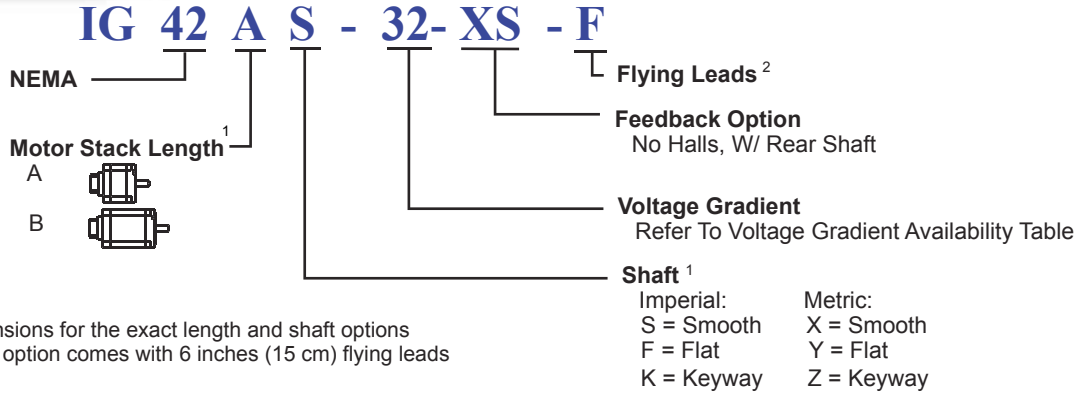 IG 42 A S - 32- XS - F
NEMA
Flying Leads 2
Feedback Option
No Halls, W/ Rear Shaft
Motor Stack Length 1
A
B
Voltage Gradient
Refer To Voltage Gradient Availability Table
Shaft 1
Imperial: Metric:
S = Smooth X = Smooth
F = Flat Y = Flat
K = Keyway Z = Keyway
for the exact length and shaft options
option comes with 6 inches (15 cm) flying leads